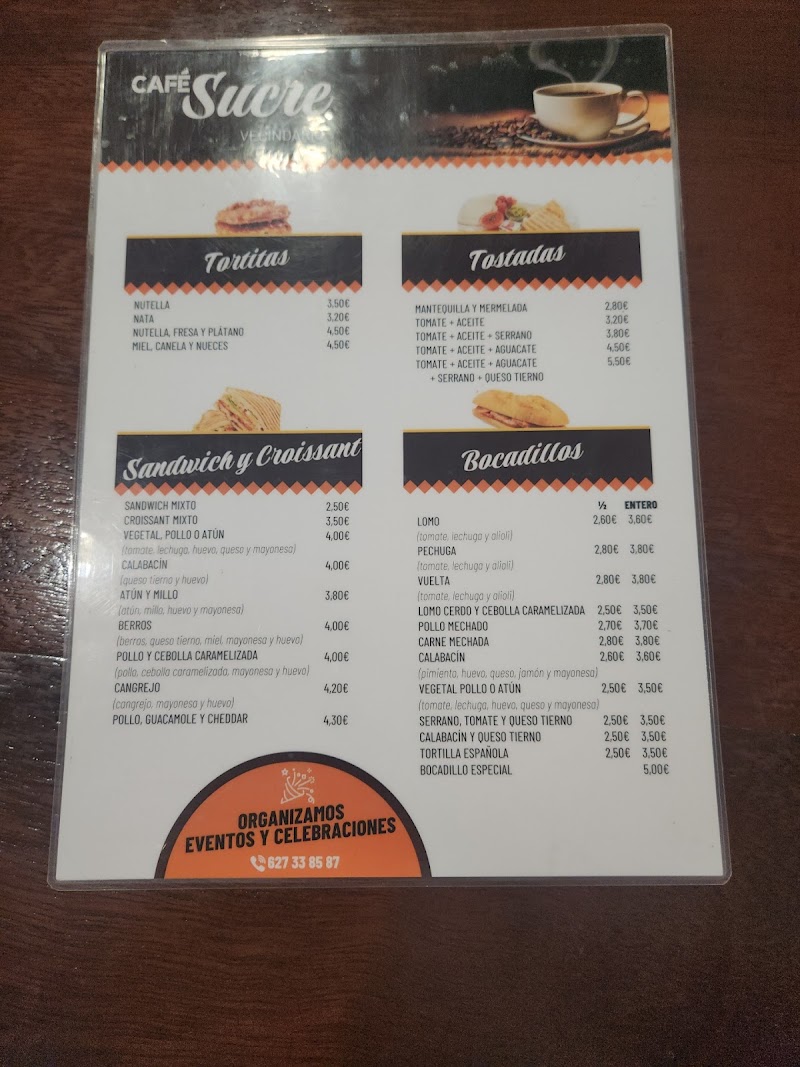 CAFÉ
Sucre
VECINDARIO
Tortitas
NUTELLA 3,50€
NATA 3,20€
NUTELLA, FRESA Y PLÁTANO 4,50€
MIEL, CANELA Y NUECES 4,50€
Tostadas
MANTEQUILLA Y MERMELADA 2,80€
TOMATE + ACEITE 3,20€
TOMATE + ACEITE + SERRANO 3,80€
TOMATE + ACEITE + AGUACATE 4,50€
TOMATE + ACEITE + AGUACATE 5,50€
+ SERRANO + QUESO TIERNO
Sandwich y Croissant
SANDWICH MIXTO 2,50€
CROISSANT MIXTO 3,50€
VEGETAL, POLLO O ATÚN 4,00€
(tomate, lechuga, huevo, queso y mayonesa)
CALABACÍN 4,00€
(queso tierno y huevo)
ATÚN Y MILLO 3,80€
(atún, millo, huevo y mayonesa)
BERROS 4,00€
(berros, queso tierno, miel, mayonesa y huevo)
POLLO Y CEBOLLA CARAMELIZADA 4,00€
(pollo, cebolla caramelizada, mayonesa y huevo)
CANGREJO 4,20€
(cangrejo, mayonesa y huevo)
POLLO, GUACAMOLE Y CHEDDAR 4,30€
Bocadillos
½ ENTERO
LOMO 2,60€ 3,60€
(tomate, lechuga y alioli)
PECHUGA 2,80€ 3,80€
(tomate, lechuga y alioli)
VUELTA 2,80€ 3,80€
(tomate, lechuga y alioli)
LOMO CERDO Y CEBOLLA CARAMELIZADA 2,50€ 3,50€
POLLO MECHADO 2,70€ 3,70€
CARNE MECHADA 2,80€ 3,80€
CALABACÍN 2,60€ 3,60€
(pimiento, huevo, queso, jamón y mayonesa)
VEGETAL POLLO O ATÚN 2,50€ 3,50€
(tomate, lechuga, huevo, queso y mayonesa)
SERRANO, TOMATE Y QUESO TIERNO 2,50€ 3,50€
CALABACÍN Y QUESO TIERNO 2,50€ 3,50€
TORTILLA ESPAÑOLA 2,50€ 3,50€
BOCADILLO ESPECIAL 5,00€
ORGANIZAMOS
EVENTOS Y CELEBRACIONES
627 33 85 87